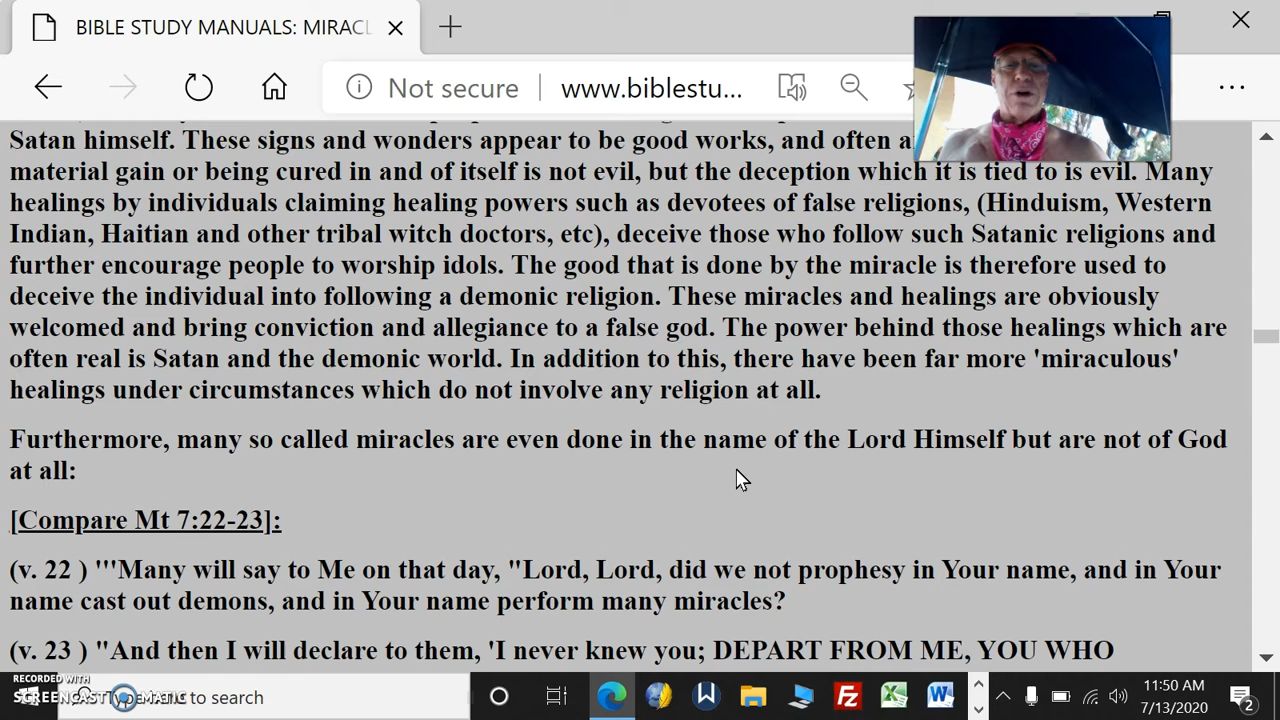 BIBLE STUDY MANUALS: MIRACL
Not secure
www.biblestu...
Satan himself. These signs and wonders appear to be good works, and often a
material gain or being cured in and of itself is not evil, but the deception which it is tied to is evil. Many
healings by individuals claiming healing powers such as devotees of false religions, (Hinduism, Western
Indian, Haitian and other tribal witch doctors, etc), deceive those who follow such Satanic religions and
further encourage people to worship idols. The good that is done by the miracle is therefore used to
deceive the individual into following a demonic religion. These miracles and healings are obviously
welcomed and bring conviction and allegiance to a false god. The power behind those healings which are
often real is Satan and the demonic world. In addition to this, there have been far more 'miraculous'
healings under circumstances which do not involve any religion at all.
Furthermore, many so called miracles are even done in the name of the Lord Himself but are not of God
at all:
[Compare Mt 7:22-23]:
(v. 22 ) '"Many will say to Me on that day, "Lord, Lord, did we not prophesy in Your name, and in Your
name cast out demons, and in Your name perform many miracles?
(v. 23 ) "And then I will declare to them, 'I never knew you; DEPART FROM ME, YOU WHO
RECORDED WITH
SCREENCAST MATIC
Type here to search
11:50 AM
7/13/2020
2